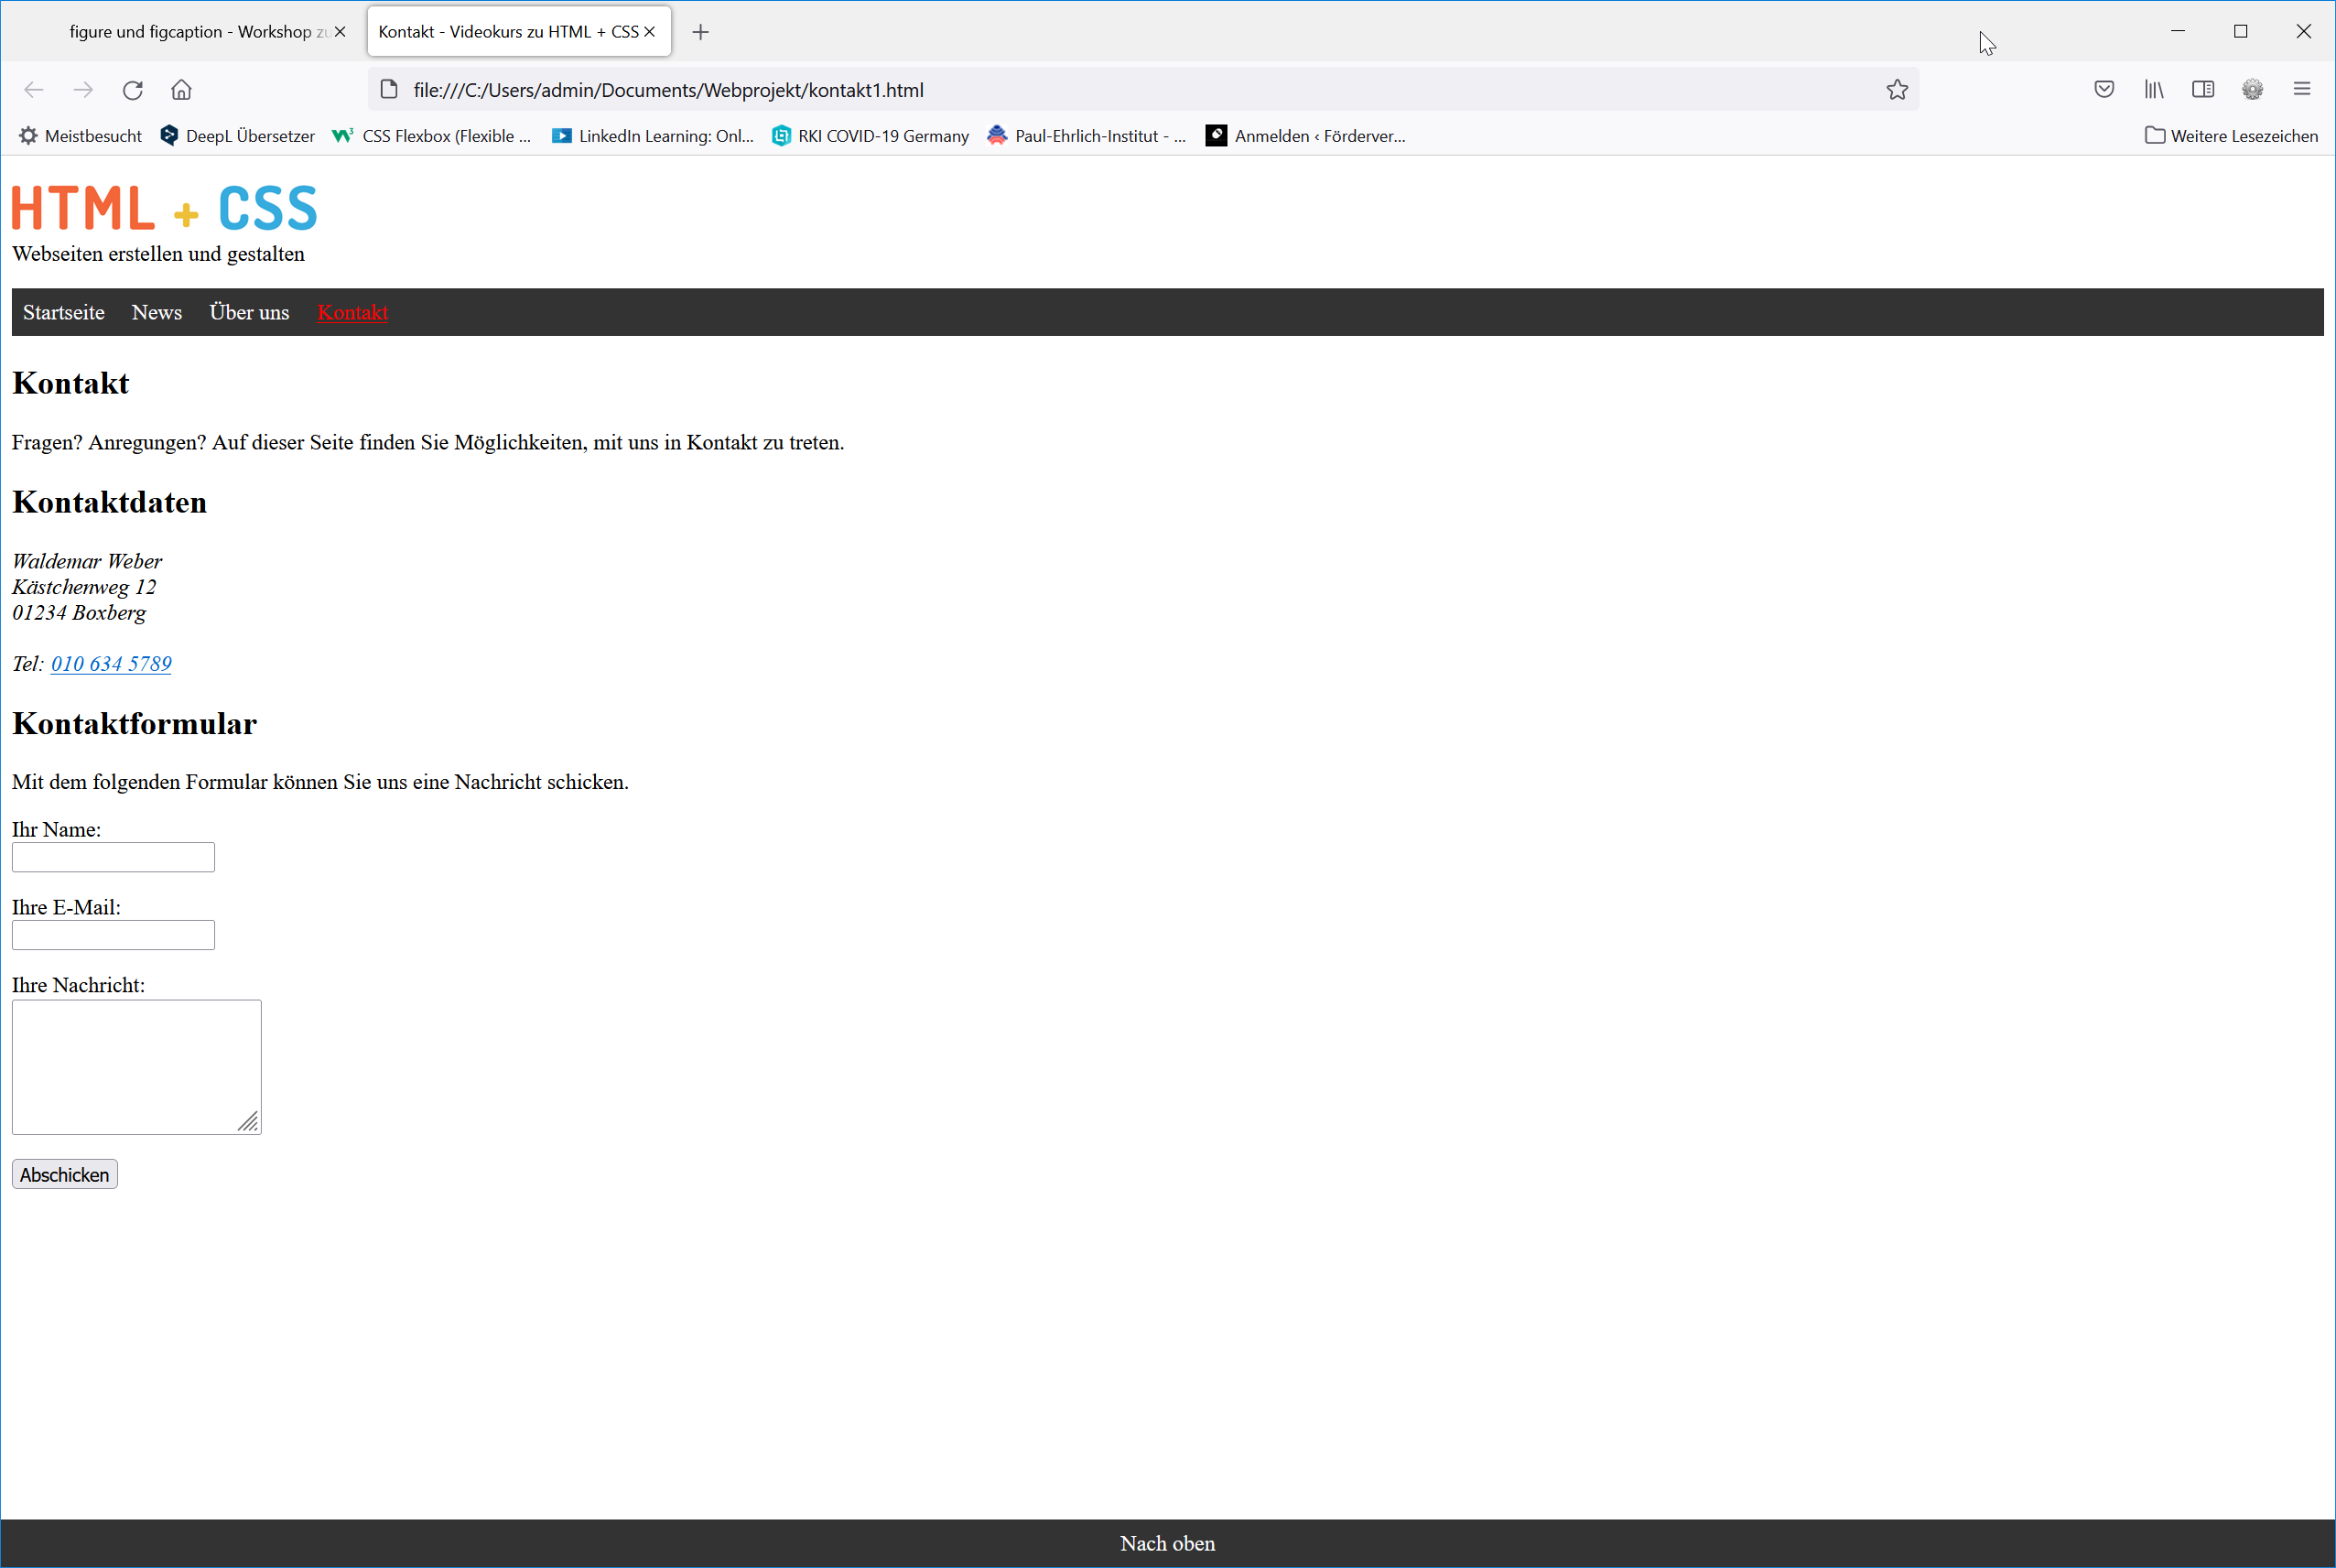 figure und figcaption - Workshop zu
Kontakt - Videokurs zu HTML + CSS
file:///C:/Users/admin/Documents/Webprojekt/kontakt1.html
Meistbesucht DeepL Übersetzer CSS Flexbox (Flexible ... LinkedIn Learning: Onl... RKI COVID-19 Germany Paul-Ehrlich-Institut - ... Anmelden ‹ Förderver... Weitere Lesezeichen
HTML + CSS
Webseiten erstellen und gestalten
Startseite News Über uns Kontakt
Kontakt
Fragen? Anregungen? Auf dieser Seite finden Sie Möglichkeiten, mit uns in Kontakt zu treten.
Kontaktdaten
Waldemar Weber
Kästchenweg 12
01234 Boxberg
Tel: 010 634 5789
Kontaktformular
Mit dem folgenden Formular können Sie uns eine Nachricht schicken.
Ihr Name:
Ihre E-Mail:
Ihre Nachricht:
Abschicken
Nach oben